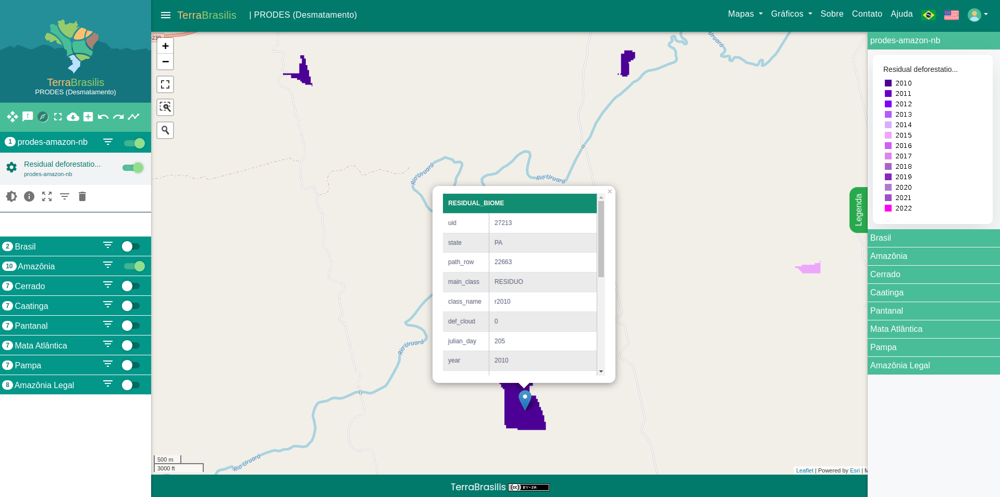 TerraBrasilis
| PRODES (Desmatamento)
Mapas
Gráficos
Sobre
Contato
Ajuda
TerraBrasilis
PRODES (Desmatamento)
1 prodes-amazon-nb
Residual deforestatio...
prodes-amazon-nb
2 Brasil
10 Amazônia
7 Cerrado
7 Caatinga
7 Pantanal
7 Mata Atlântica
7 Pampa
8 Amazônia Legal
+
−
Uruará
Rio Uruará
Rio Uruará
Rio Uruará
Rio Uruará
×
RESIDUAL_BIOME
uid 27213
state PA
path_row 22663
main_class RESIDUO
class_name r2010
def_cloud 0
julian_day 205
year 2010
500 m
3000 ft
Leaflet | Powered by Esri | M
Legenda
prodes-amazon-nb
Residual deforestatio...
2010
2011
2012
2013
2014
2015
2016
2017
2018
2019
2020
2021
2022
Brasil
Amazônia
Cerrado
Caatinga
Pantanal
Mata Atlântica
Pampa
Amazônia Legal
TerraBrasilis
(cc) BY-SA